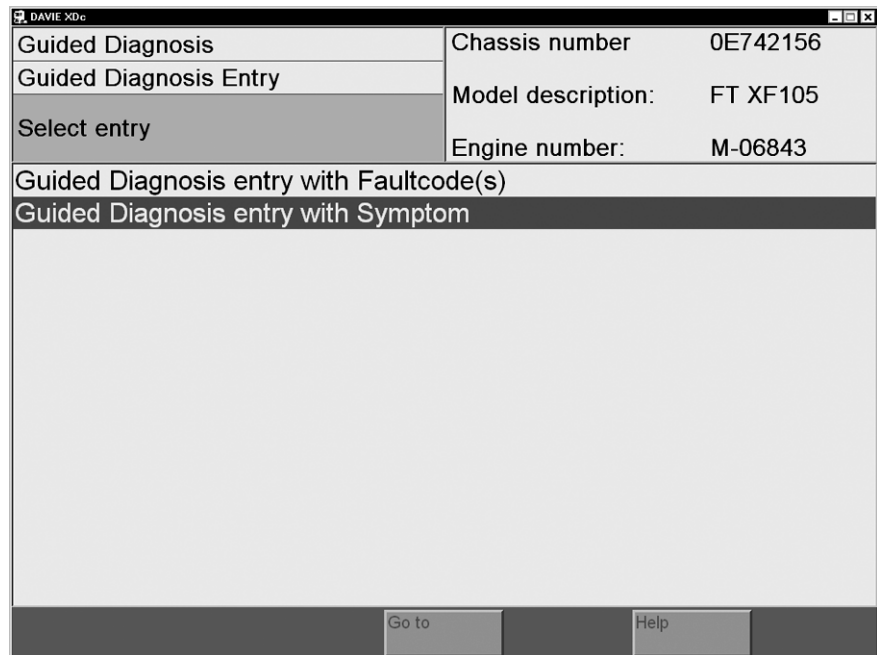 DAVIE XDc
Guided Diagnosis
Guided Diagnosis Entry
Select entry
Chassis number 0E742156
Model description: FT XF105
Engine number: M-06843
Guided Diagnosis entry with Faultcode(s)
Guided Diagnosis entry with Symptom
Go to
Help